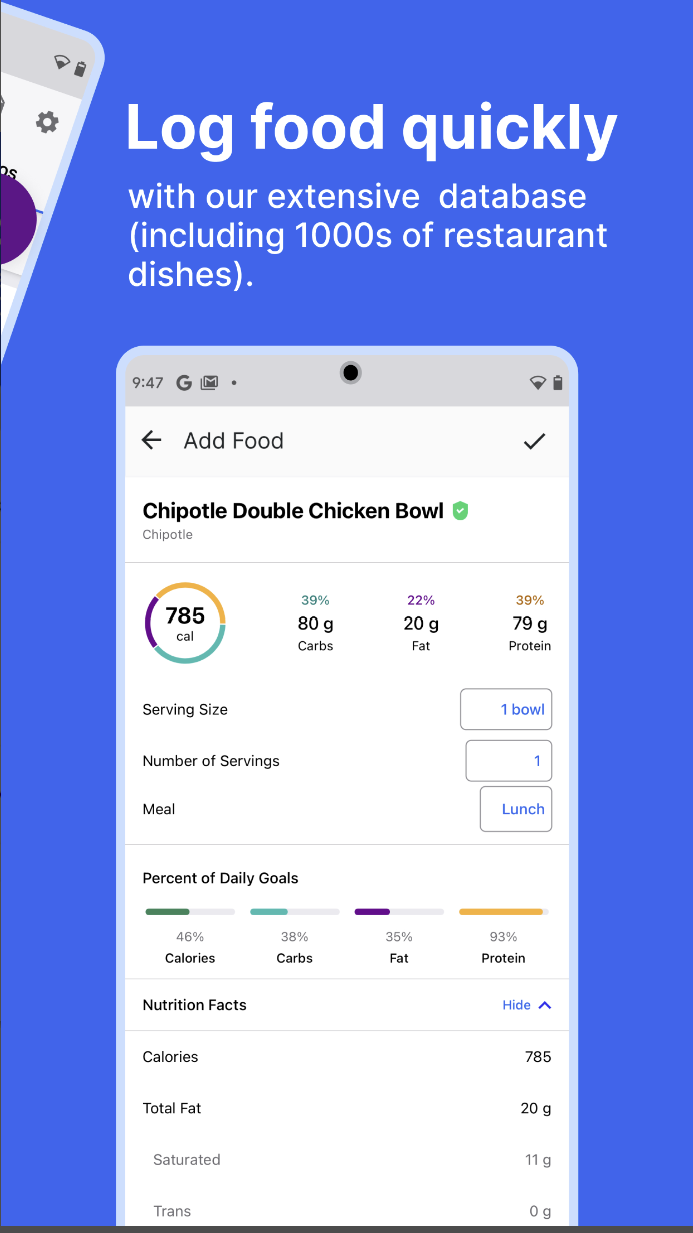 os
Log food quickly
with our extensive  database
(including 1000s of restaurant
dishes).
9:47
Add Food
Chipotle Double Chicken Bowl
Chipotle
785
cal
39% 22% 39%
80 g 20 g 79 g
Carbs Fat Protein
Serving Size 1 bowl
Number of Servings 1
Meal Lunch
Percent of Daily Goals
46% 38% 35% 93%
Calories Carbs Fat Protein
Nutrition Facts Hide
Calories 785
Total Fat 20 g
Saturated 11 g
Trans 0 g